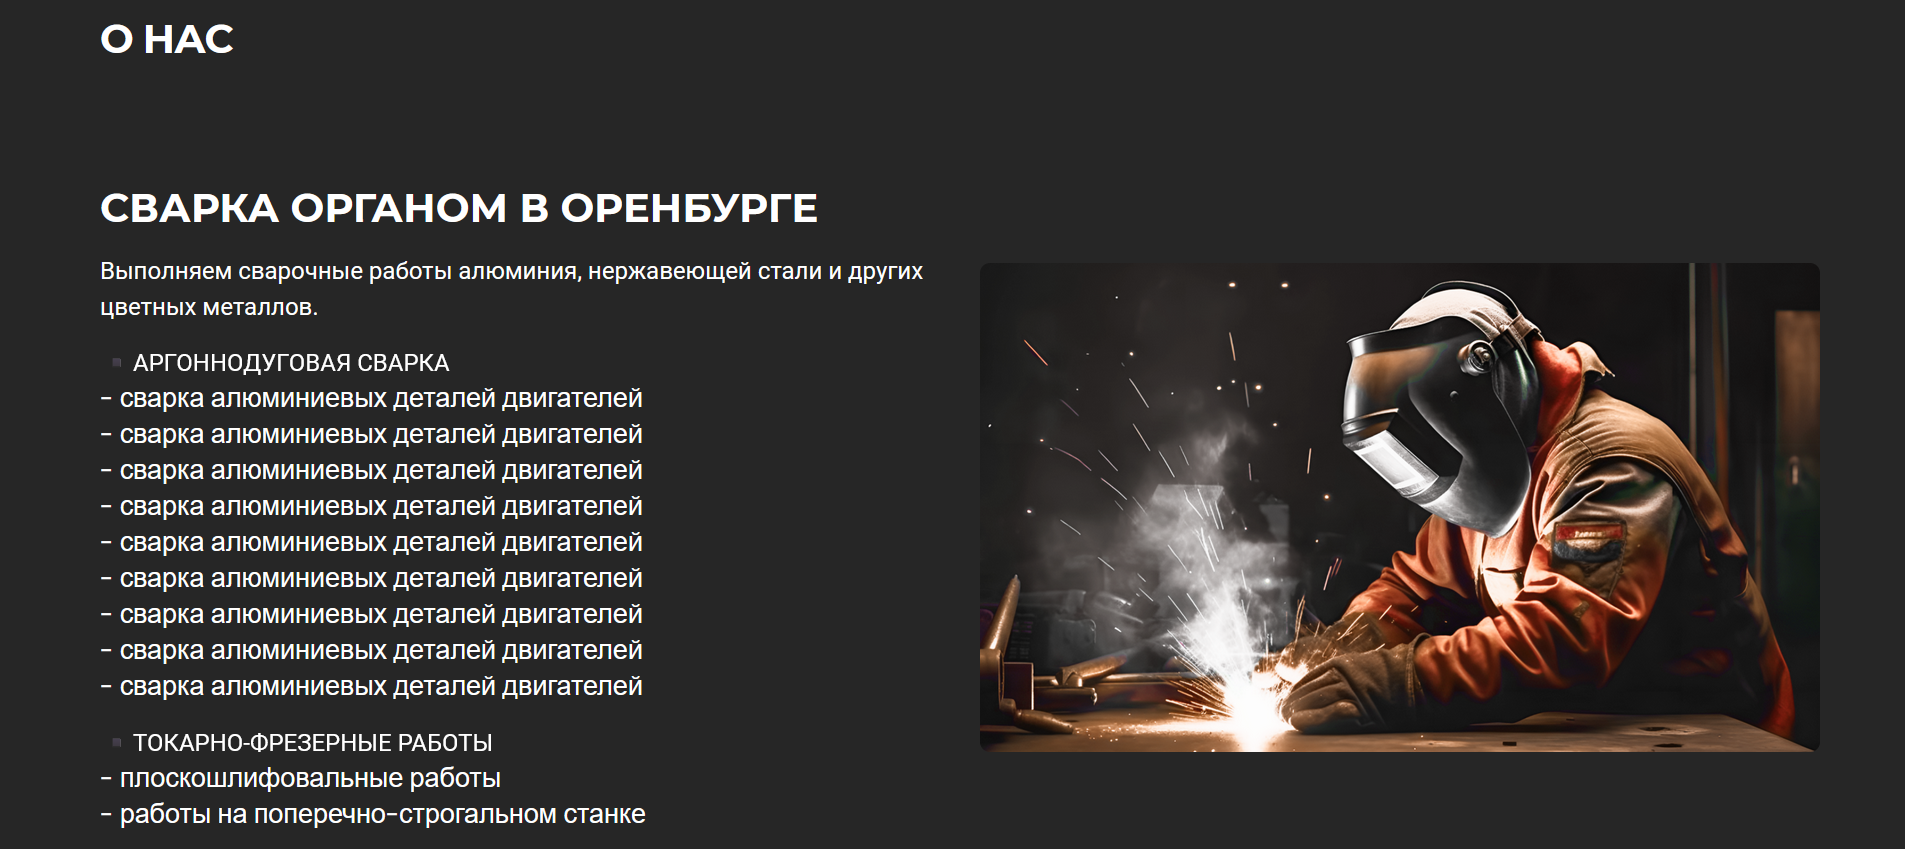 О НАС
СВАРКА ОРГАНОМ В ОРЕНБУРГЕ
Выполняем сварочные работы алюминия, нержавеющей стали и других
цветных металлов.
▪ АРГОННОДУГОВАЯ СВАРКА
- сварка алюминиевых деталей двигателей
- сварка алюминиевых деталей двигателей
- сварка алюминиевых деталей двигателей
- сварка алюминиевых деталей двигателей
- сварка алюминиевых деталей двигателей
- сварка алюминиевых деталей двигателей
- сварка алюминиевых деталей двигателей
- сварка алюминиевых деталей двигателей
- сварка алюминиевых деталей двигателей
▪ ТОКАРНО-ФРЕЗЕРНЫЕ РАБОТЫ
- плоскошлифовальные работы
- работы на поперечно-строгальном станке